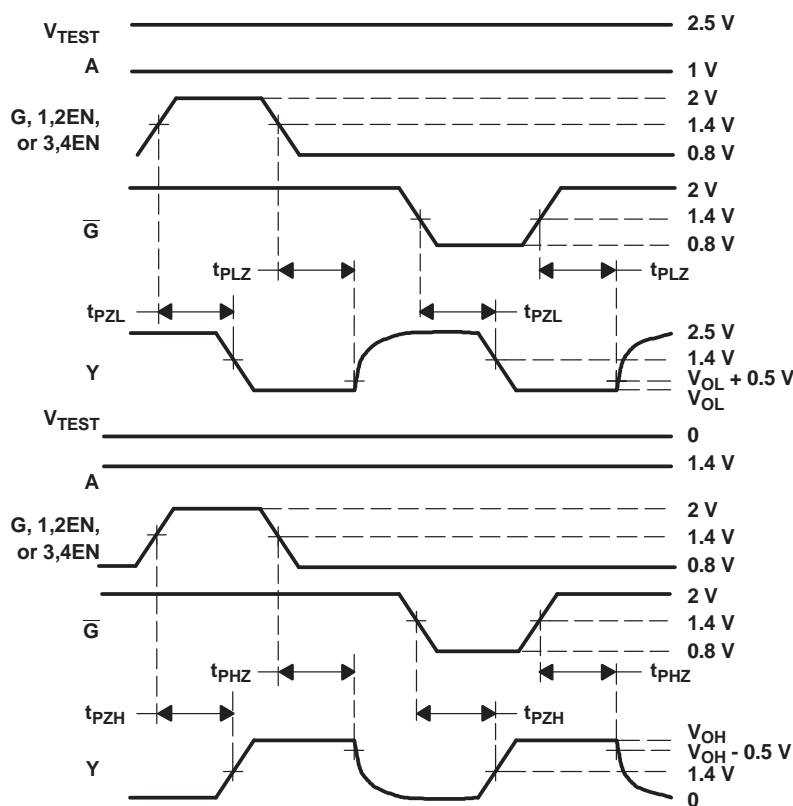 VTEST 2.5 V
A 1 V
G, 1,2EN,
or 3,4EN
2 V
1.4 V
0.8 V
G
2 V
1.4 V
0.8 V
tPLZ tPLZ
tPZL tPZL
Y
2.5 V
1.4 V
VOL + 0.5 V
VOL
VTEST 0
A 1.4 V
G, 1,2EN,
or 3,4EN
2 V
1.4 V
0.8 V
G
2 V
1.4 V
0.8 V
tPHZ tPHZ
tPZH tPZH
Y
VOH
VOH - 0.5 V
1.4 V
0